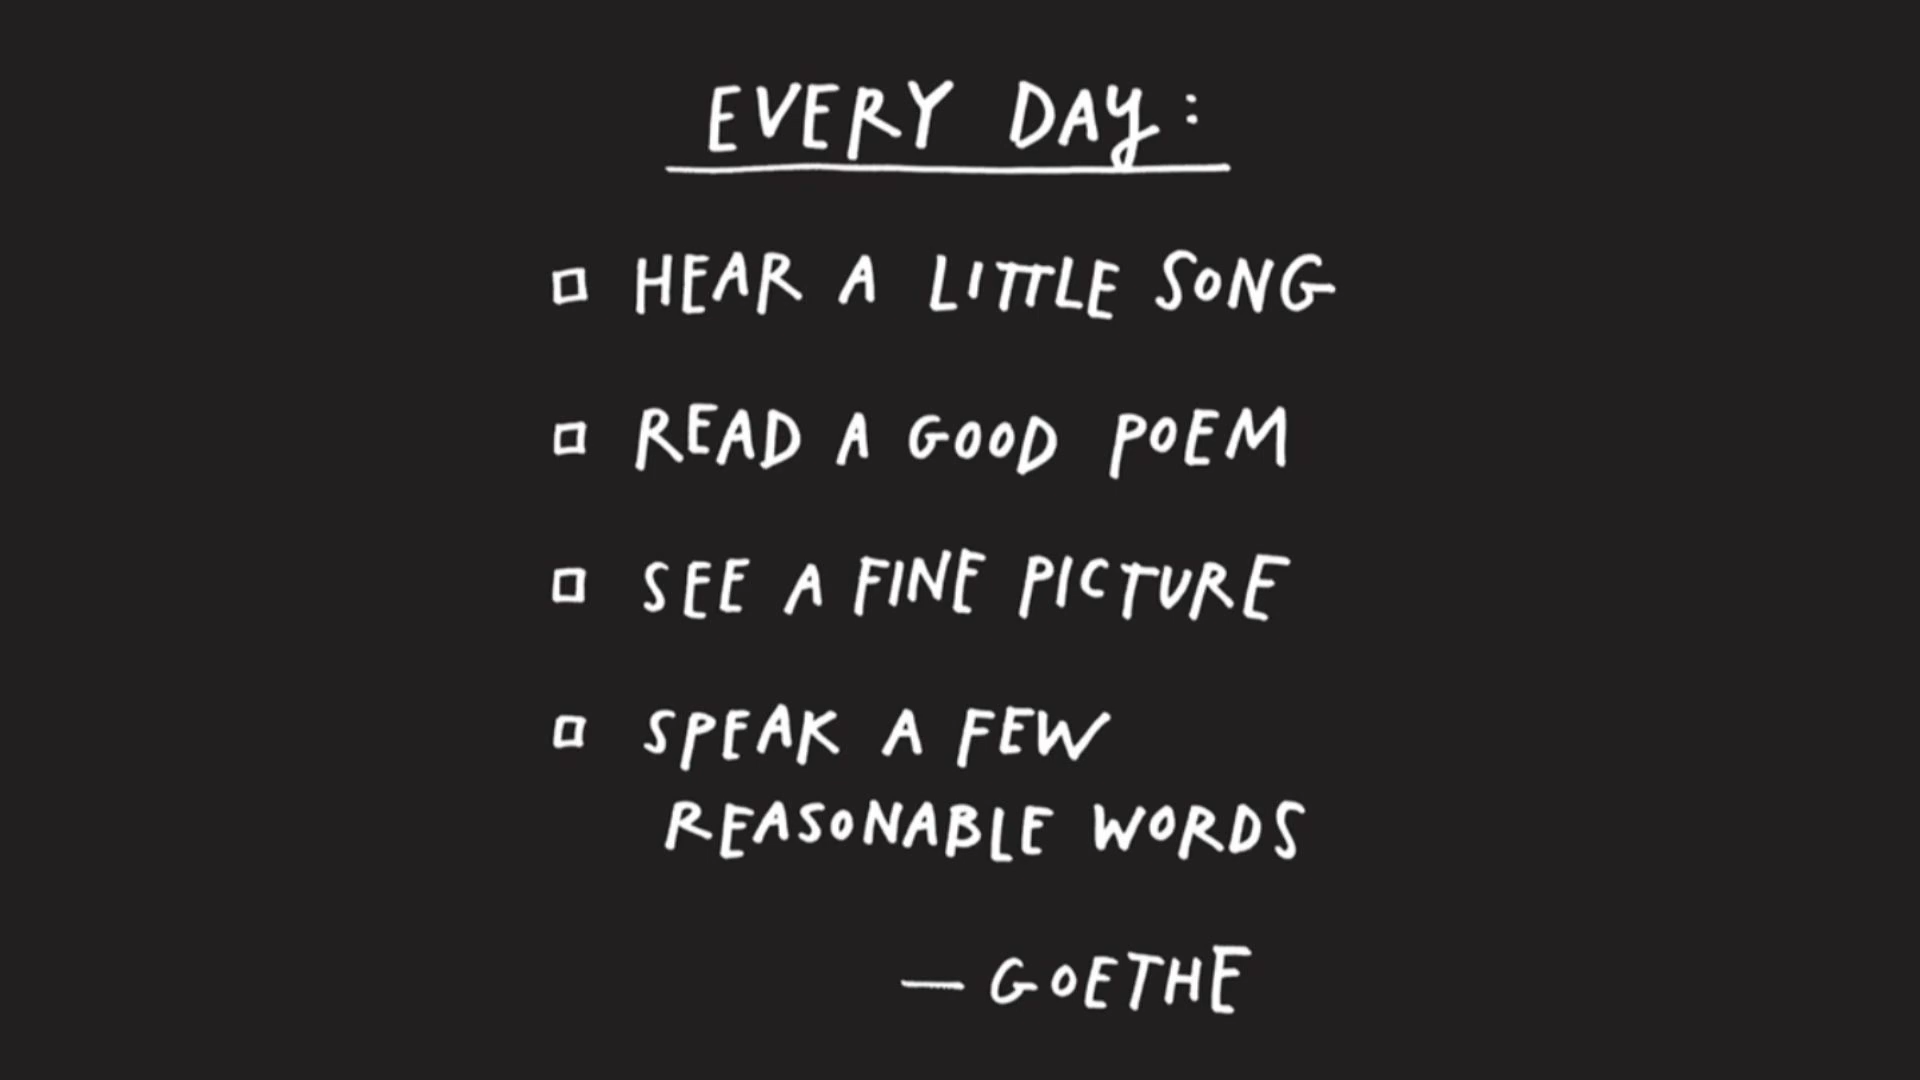 EVERY DAY:
HEAR A LITTLE SONG
READ A GOOD POEM
SEE A FINE PICTURE
SPEAK A FEW
REASONABLE WORDS
— GOETHE